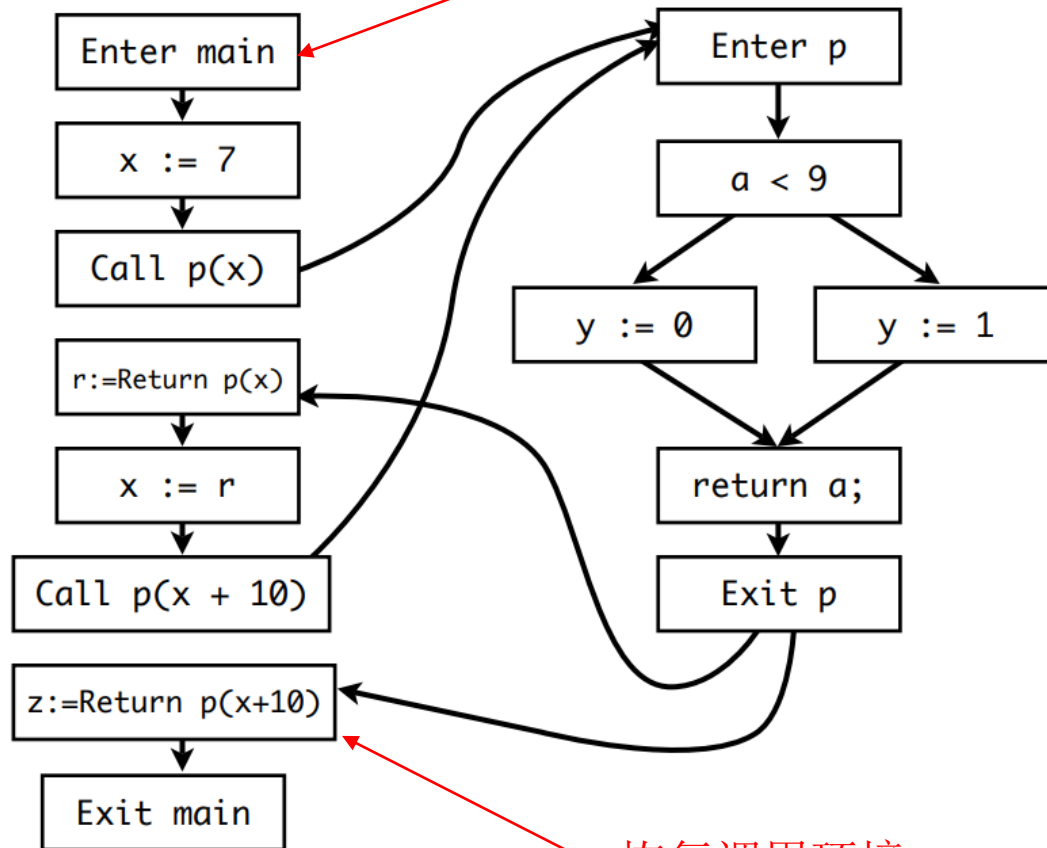 Enter main
x := 7
Call p(x)
r:=Return p(x)
x := r
Call p(x + 10)
z:=Return p(x+10)
Exit main
Enter p
a < 9
y := 0
y := 1
return a;
Exit p